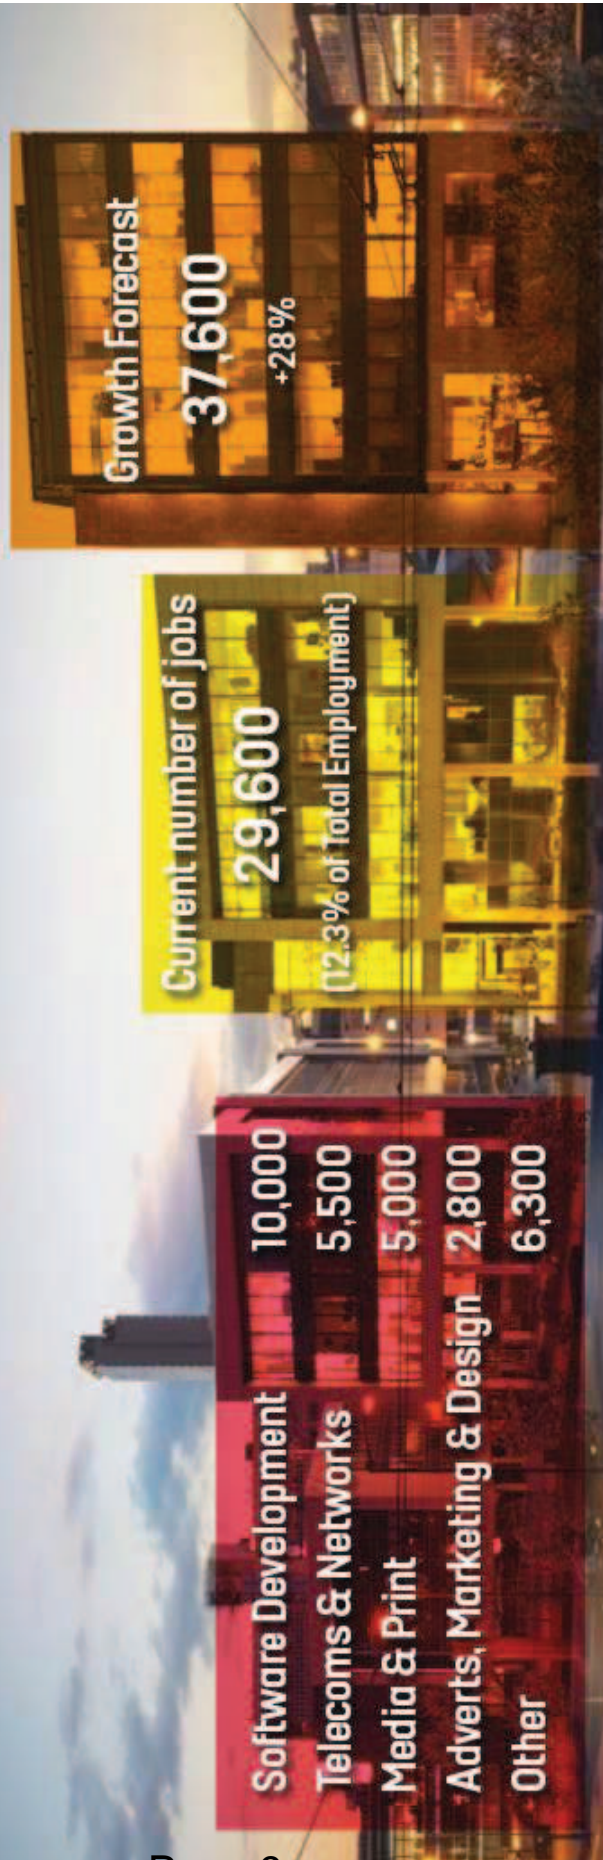 Software Development 10,000
Telecoms & Networks 5,500
Media & Print 5,000
Adverts, Marketing & Design 2,800
Other 6,300
Current number of jobs
29,600
(12.3% of Total Employment)
Growth Forecast
37,600
+28%